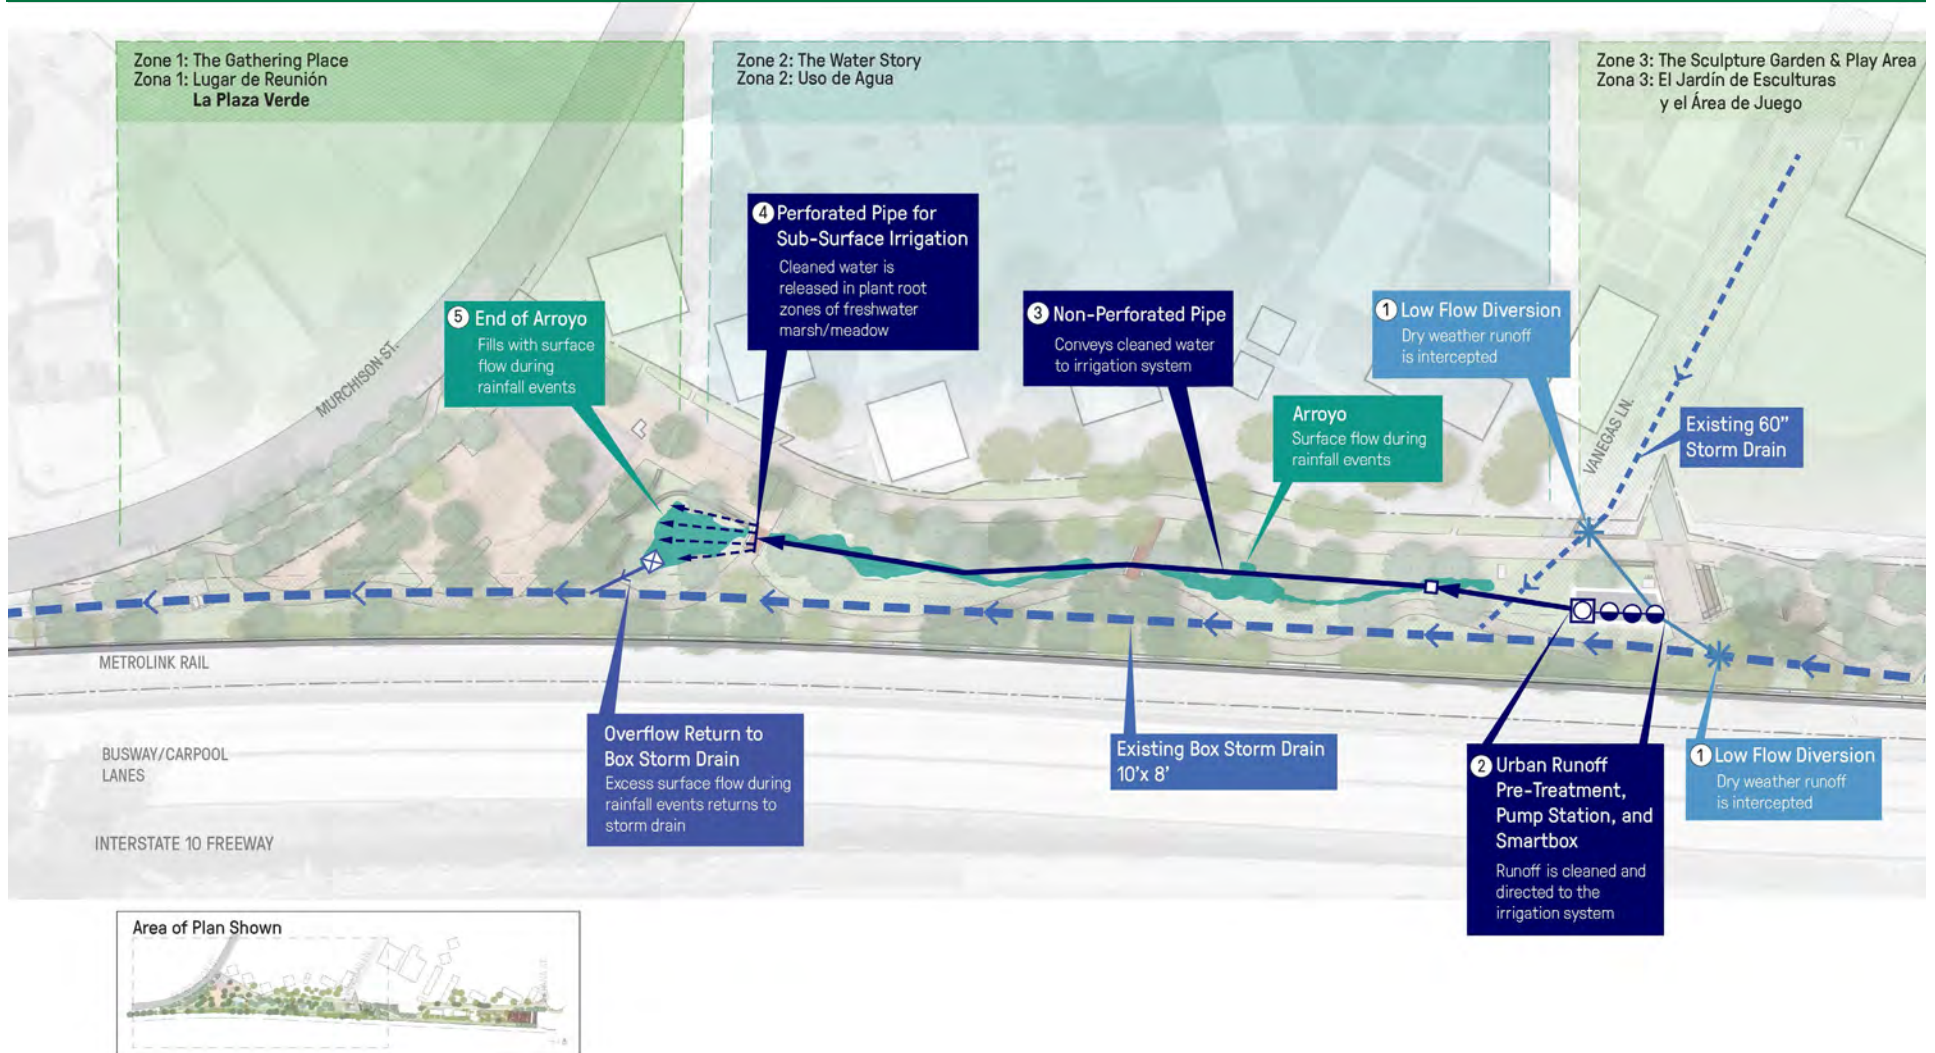 Zone 1: The Gathering Place
Zona 1: Lugar de Reunión
La Plaza Verde
Zone 2: The Water Story
Zona 2: Uso de Agua
Zone 3: The Sculpture Garden & Play Area
Zona 3: El Jardín de Esculturas
y el Área de Juego
4 Perforated Pipe for
Sub-Surface Irrigation
Cleaned water is
released in plant root
zones of freshwater
marsh/meadow
5 End of Arroyo
Fills with surface
flow during
rainfall events
3 Non-Perforated Pipe
Conveys cleaned water
to irrigation system
1 Low Flow Diversion
Dry weather runoff
is intercepted
Arroyo
Surface flow during
rainfall events
Existing 60”
Storm Drain
MURCHISON ST.
VANEGAS LN.
METROLINK RAIL
BUSWAY/CARPOOL
LANES
INTERSTATE 10 FREEWAY
Overflow Return to
Box Storm Drain
Excess surface flow during
rainfall events returns to
storm drain
Existing Box Storm Drain
10’x 8’
2 Urban Runoff
Pre-Treatment,
Pump Station, and
Smartbox
Runoff is cleaned and
directed to the
irrigation system
1 Low Flow Diversion
Dry weather runoff
is intercepted
Area of Plan Shown